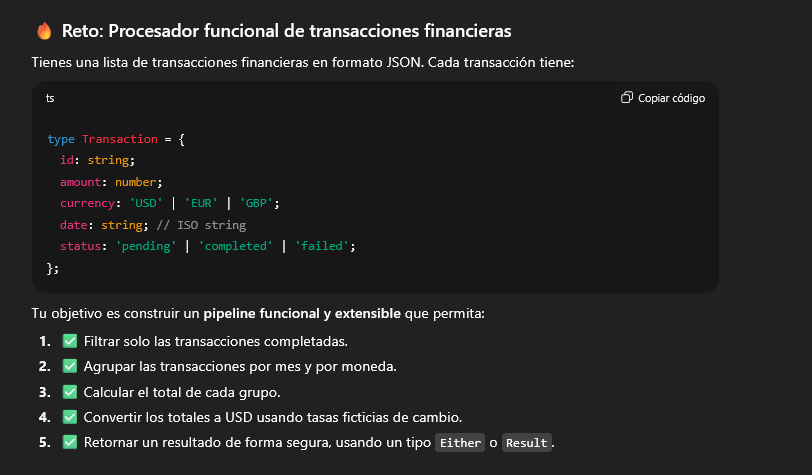 🔥 Reto: Procesador funcional de transacciones financieras
Tienes una lista de transacciones financieras en formato JSON. Cada transacción tiene:
ts
Copiar código
type Transaction = {
  id: string;
  amount: number;
  currency: 'USD' | 'EUR' | 'GBP';
  date: string; // ISO string
  status: 'pending' | 'completed' | 'failed';
};
Tu objetivo es construir un pipeline funcional y extensible que permita:
1. ✅ Filtrar solo las transacciones completadas.
2. ✅ Agrupar las transacciones por mes y por moneda.
3. ✅ Calcular el total de cada grupo.
4. ✅ Convertir los totales a USD usando tasas ficticias de cambio.
5. ✅ Retornar un resultado de forma segura, usando un tipo Either o Result.